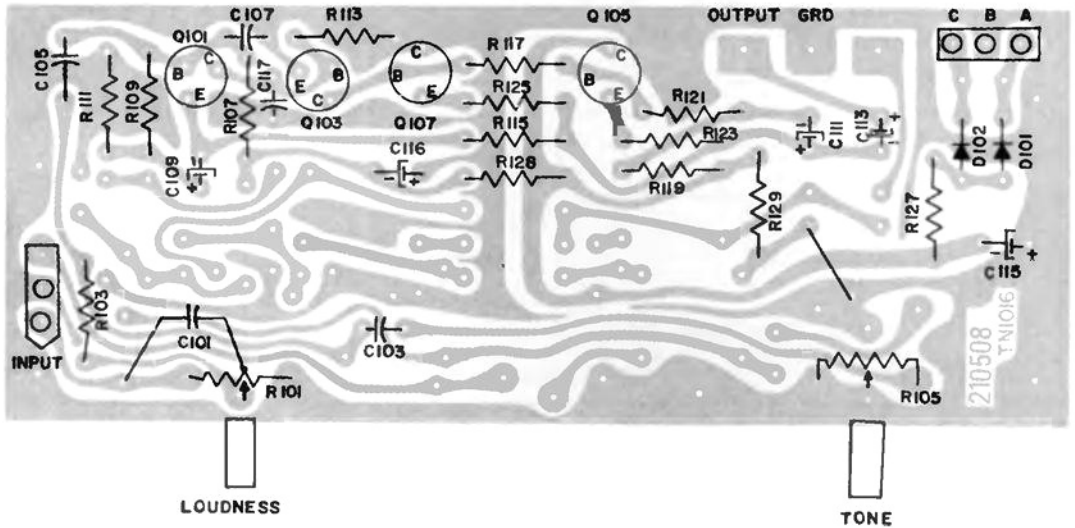 C107 R113 Q105 OUTPUT GRD C B A
C105 Q101 C B E
R111 R109 R107 C117
E B C Q103
C B E Q107
R117
R125
R115
R128
C B E
R121
R123
R119
C111 - +
C113 + -
D102 D101
C109 - +
C116 - +
R129
R127
C115 - +
INPUT
R103
C101
C103
R101
R105
210508
TN1016
LOUDNESS
TONE